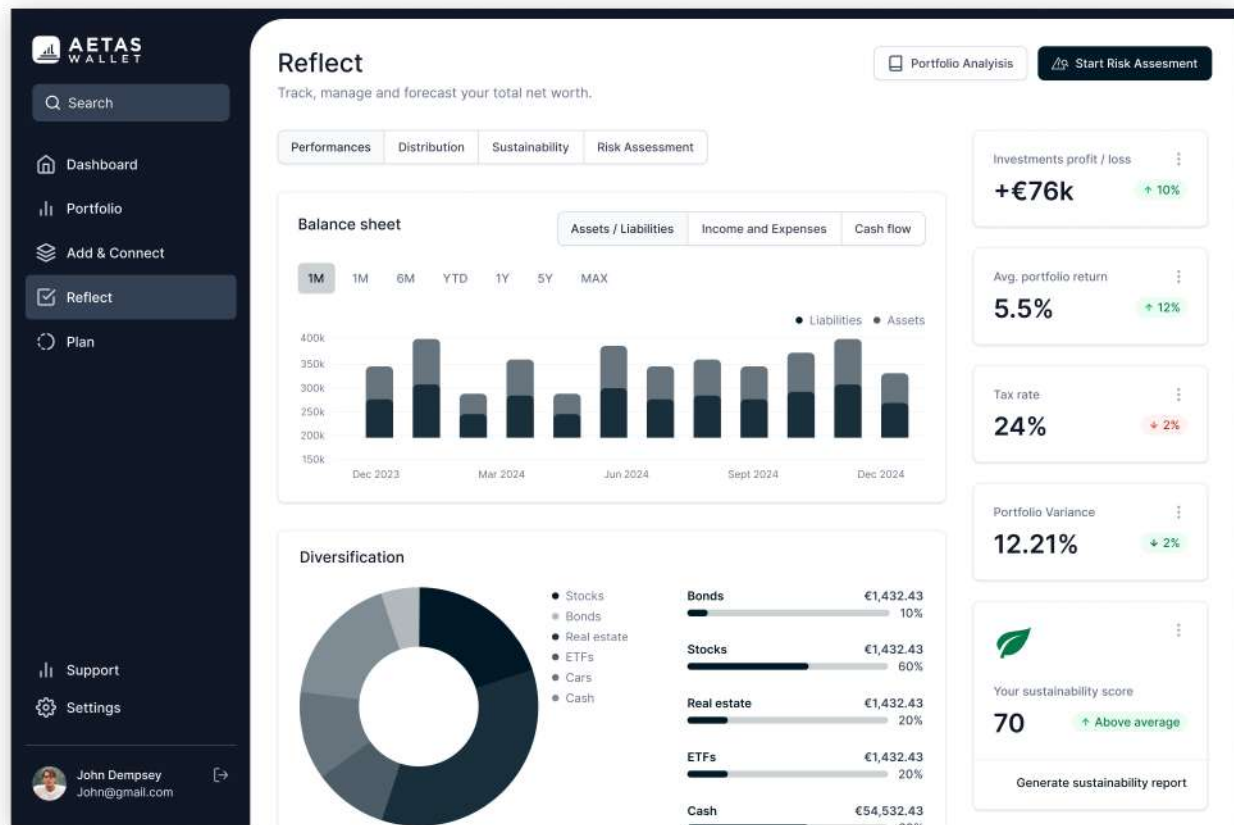 AETAS
WALLET
Search
Dashboard
Portfolio
Add & Connect
Reflect
Plan
Support
Settings
John Dempsey
John@gmail.com
Reflect
Track, manage and forecast your total net worth.
Portfolio Analyisis
Start Risk Assesment
Performances
Distribution
Sustainability
Risk Assessment
Balance sheet
Assets / Liabilities
Income and Expenses
Cash flow
1M 1M 6M YTD 1Y 5Y MAX
Liabilities Assets
400k
350k
300k
250k
200k
150k
Dec 2023 Mar 2024 Jun 2024 Sept 2024 Dec 2024
Diversification
Stocks
Bonds
Real estate
ETFs
Cars
Cash
Bonds €1,432.43
10%
Stocks €1,432.43
60%
Real estate €1,432.43
20%
ETFs €1,432.43
20%
Cash €54,532.43
Investments profit / loss
+€76k
↑ 10%
Avg. portfolio return
5.5%
↑ 12%
Tax rate
24%
↓ 2%
Portfolio Variance
12.21%
↓ 2%
Your sustainability score
70
↑ Above average
Generate sustainability report